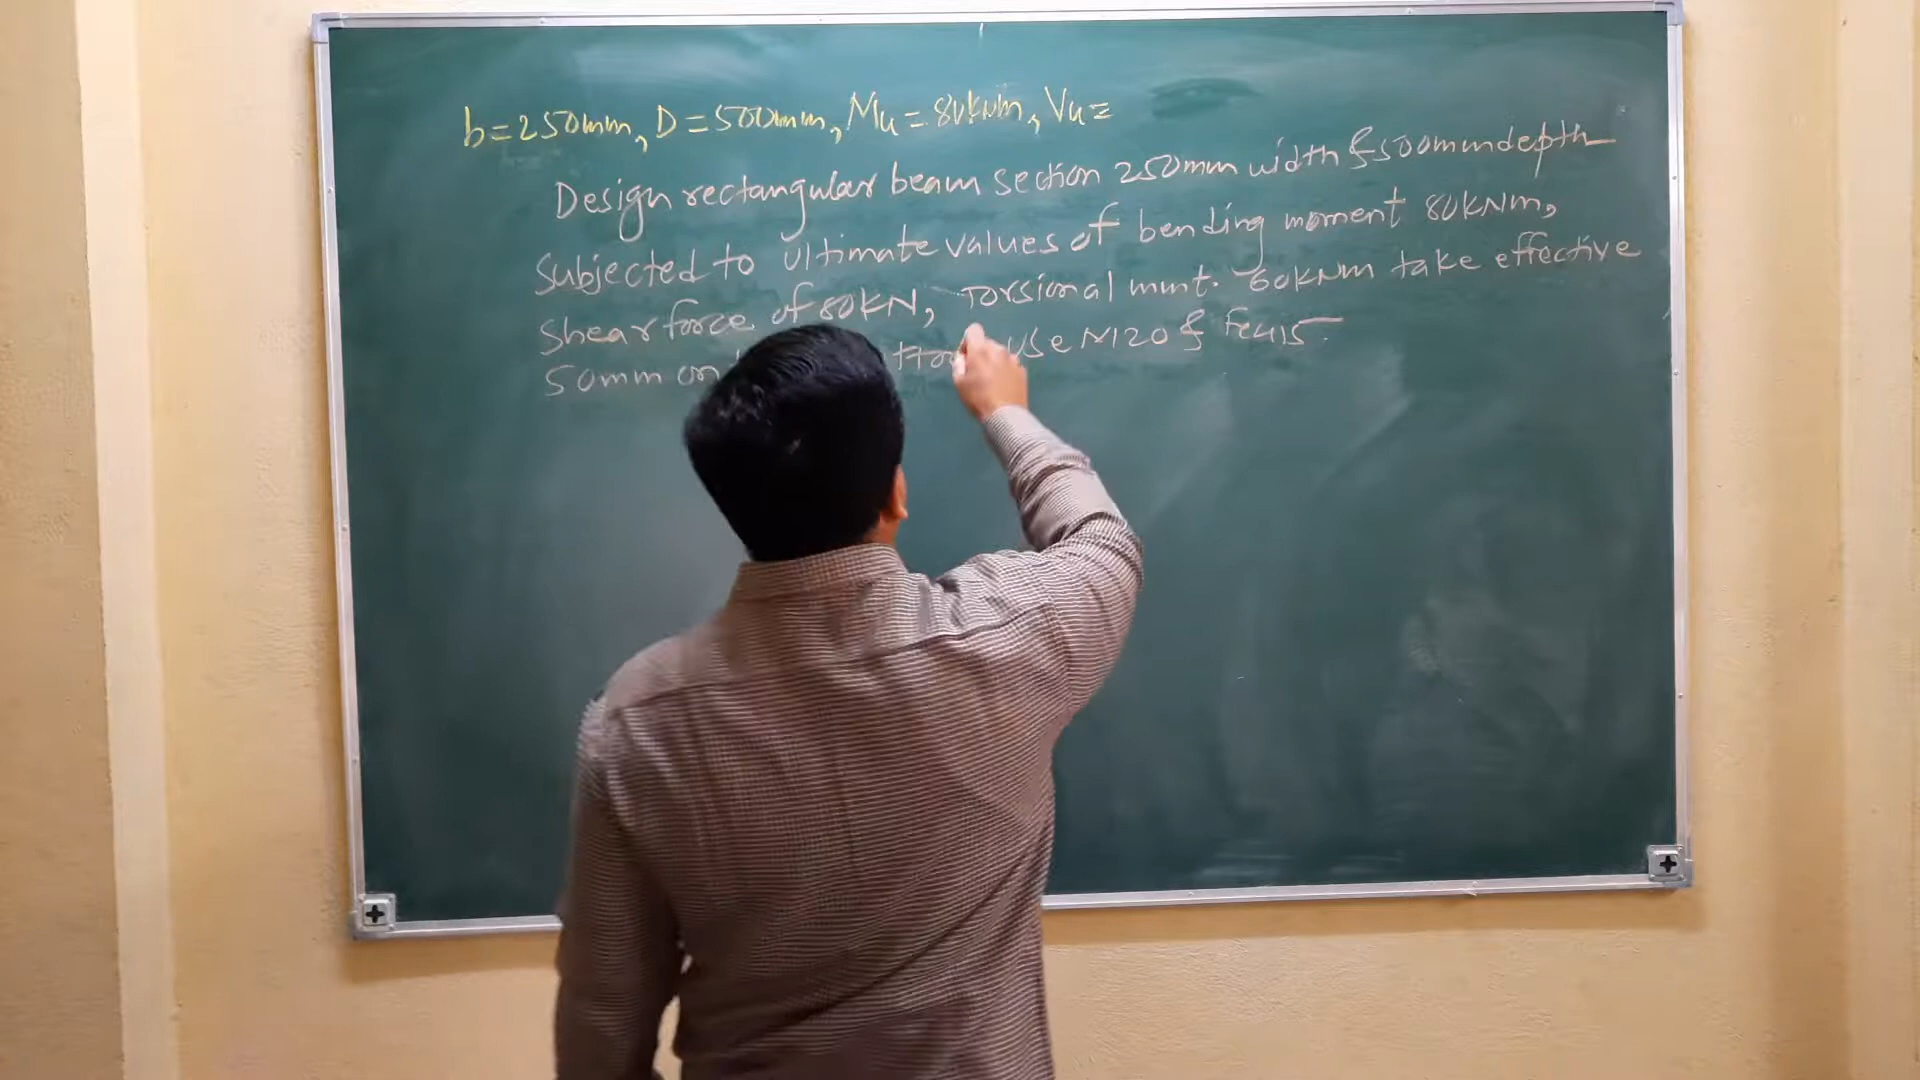 b=250mm, D=500mm, Mu=80kNm, Vu=
Design rectangular beam section 250mm width & 500mm depth
subjected to ultimate values of bending moment 80kNm,
shear force of 80kN, Torsional mmt. 60kNm take effective
50mm on use M20 & Fe415.